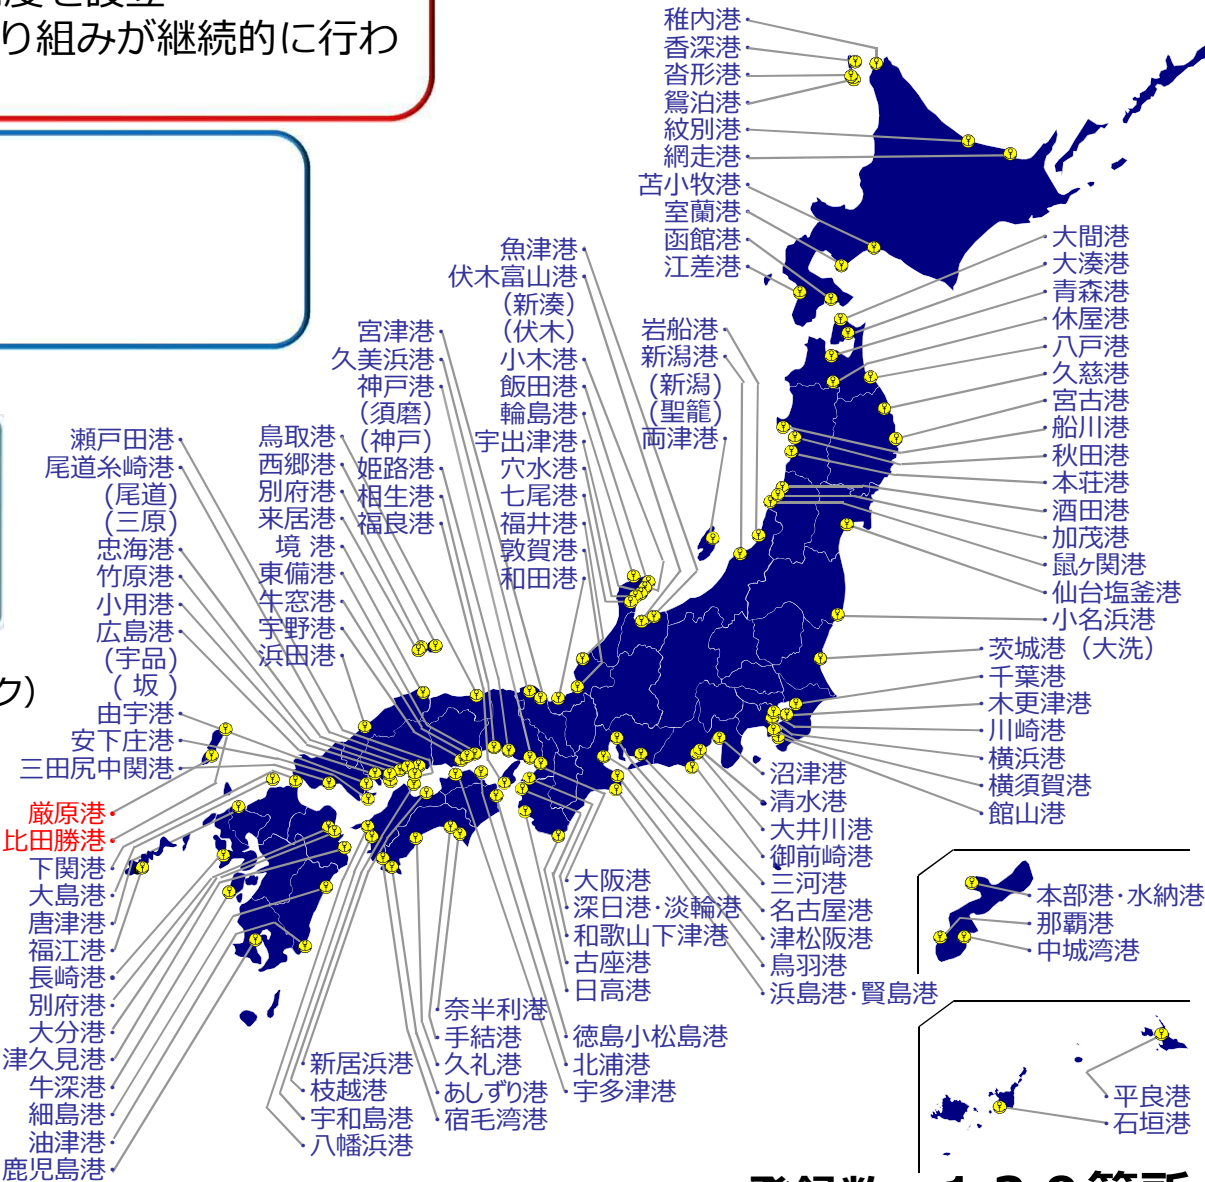 り組みが継続的に行わ
ク）
稚内港
香深港
沓形港
鴛泊港
紋別港
網走港
苫小牧港
室蘭港
函館港
江差港
大間港
大湊港
青森港
休屋港
八戸港
久慈港
宮古港
船川港
秋田港
本荘港
酒田港
加茂港
鼠ヶ関港
仙台塩釜港
小名浜港
茨城港（大洗）
千葉港
木更津港
川崎港
横浜港
横須賀港
館山港
岩船港
新潟港
（新潟）
（聖籠）
両津港
魚津港
伏木富山港
（新湊）
（伏木）
小木港
飯田港
輪島港
宇出津港
穴水港
七尾港
福井港
敦賀港
和田港
宮津港
久美浜港
神戸港
（須磨）
（神戸）
姫路港
相生港
福良港
鳥取港
西郷港
別府港
来居港
境 港
東備港
牛窓港
宇野港
浜田港
瀬戸田港
尾道糸崎港
（尾道）
（三原）
忠海港
竹原港
小用港
広島港
（宇品）
（ 坂 ）
由宇港
安下庄港
三田尻中関港
厳原港
比田勝港
下関港
大島港
唐津港
福江港
長崎港
別府港
大分港
津久見港
牛深港
細島港
油津港
鹿児島港
新居浜港
枝越港
宇和島港
八幡浜港
奈半利港
手結港
久礼港
あしずり港
宿毛湾港
徳島小松島港
北浦港
宇多津港
大阪港
深日港・淡輪港
和歌山下津港
古座港
日高港
沼津港
清水港
大井川港
御前崎港
三河港
名古屋港
津松阪港
鳥羽港
浜島港・賢島港
本部港・水納港
那覇港
中城湾港
平良港
石垣港